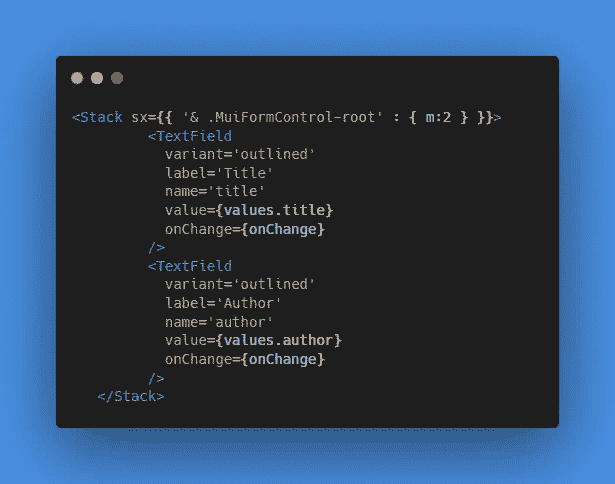 <Stack sx={{ '& .MuiFormControl-root' : { m:2 } }}>
<TextField
variant='outlined'
label='Title'
name='title'
value={values.title}
onChange={onChange}
/>
<TextField
variant='outlined'
label='Author'
name='author'
value={values.author}
onChange={onChange}
/>
</Stack>